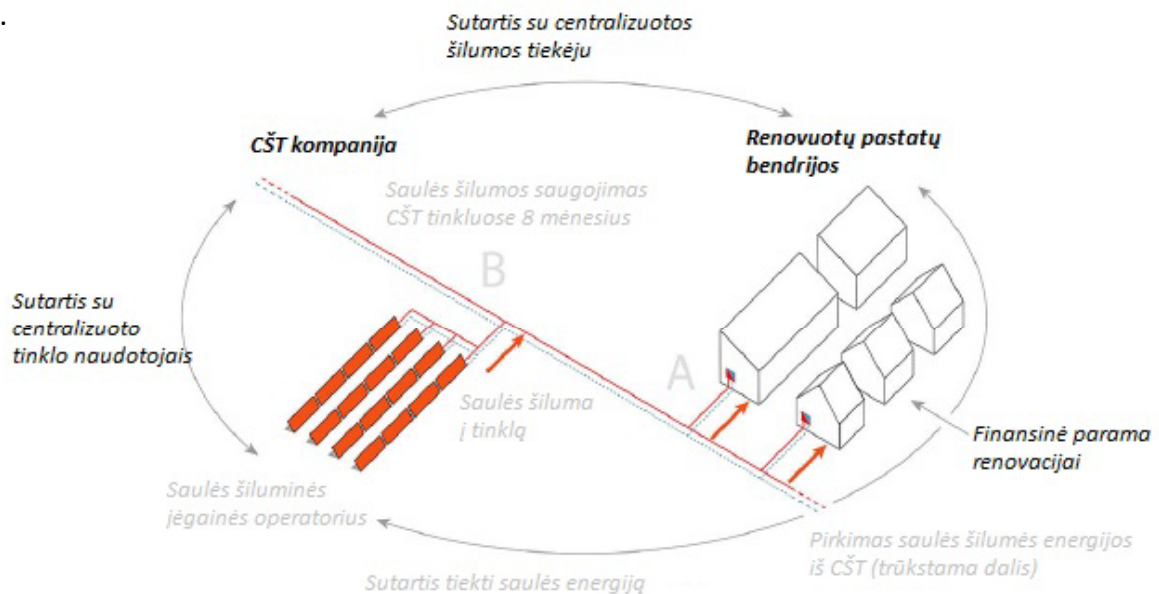 .
Sutartis su centralizuotos
šilumos tiekėju
CŠT kompanija
Renovuotų pastatų
bendrijos
Saulės šilumos saugojimas
CŠT tinkluose 8 mėnesius
B
Sutartis su
centralizuoto
tinklo naudotojais
A
Saulės šiluma
į tinklą
Finansinė parama
renovacijai
Saulės šiluminės
jėgainės operatorius
Pirkimas saulės šilumės energijos
iš CŠT (trūkstama dalis)
Sutartis tiekti saulės energiją